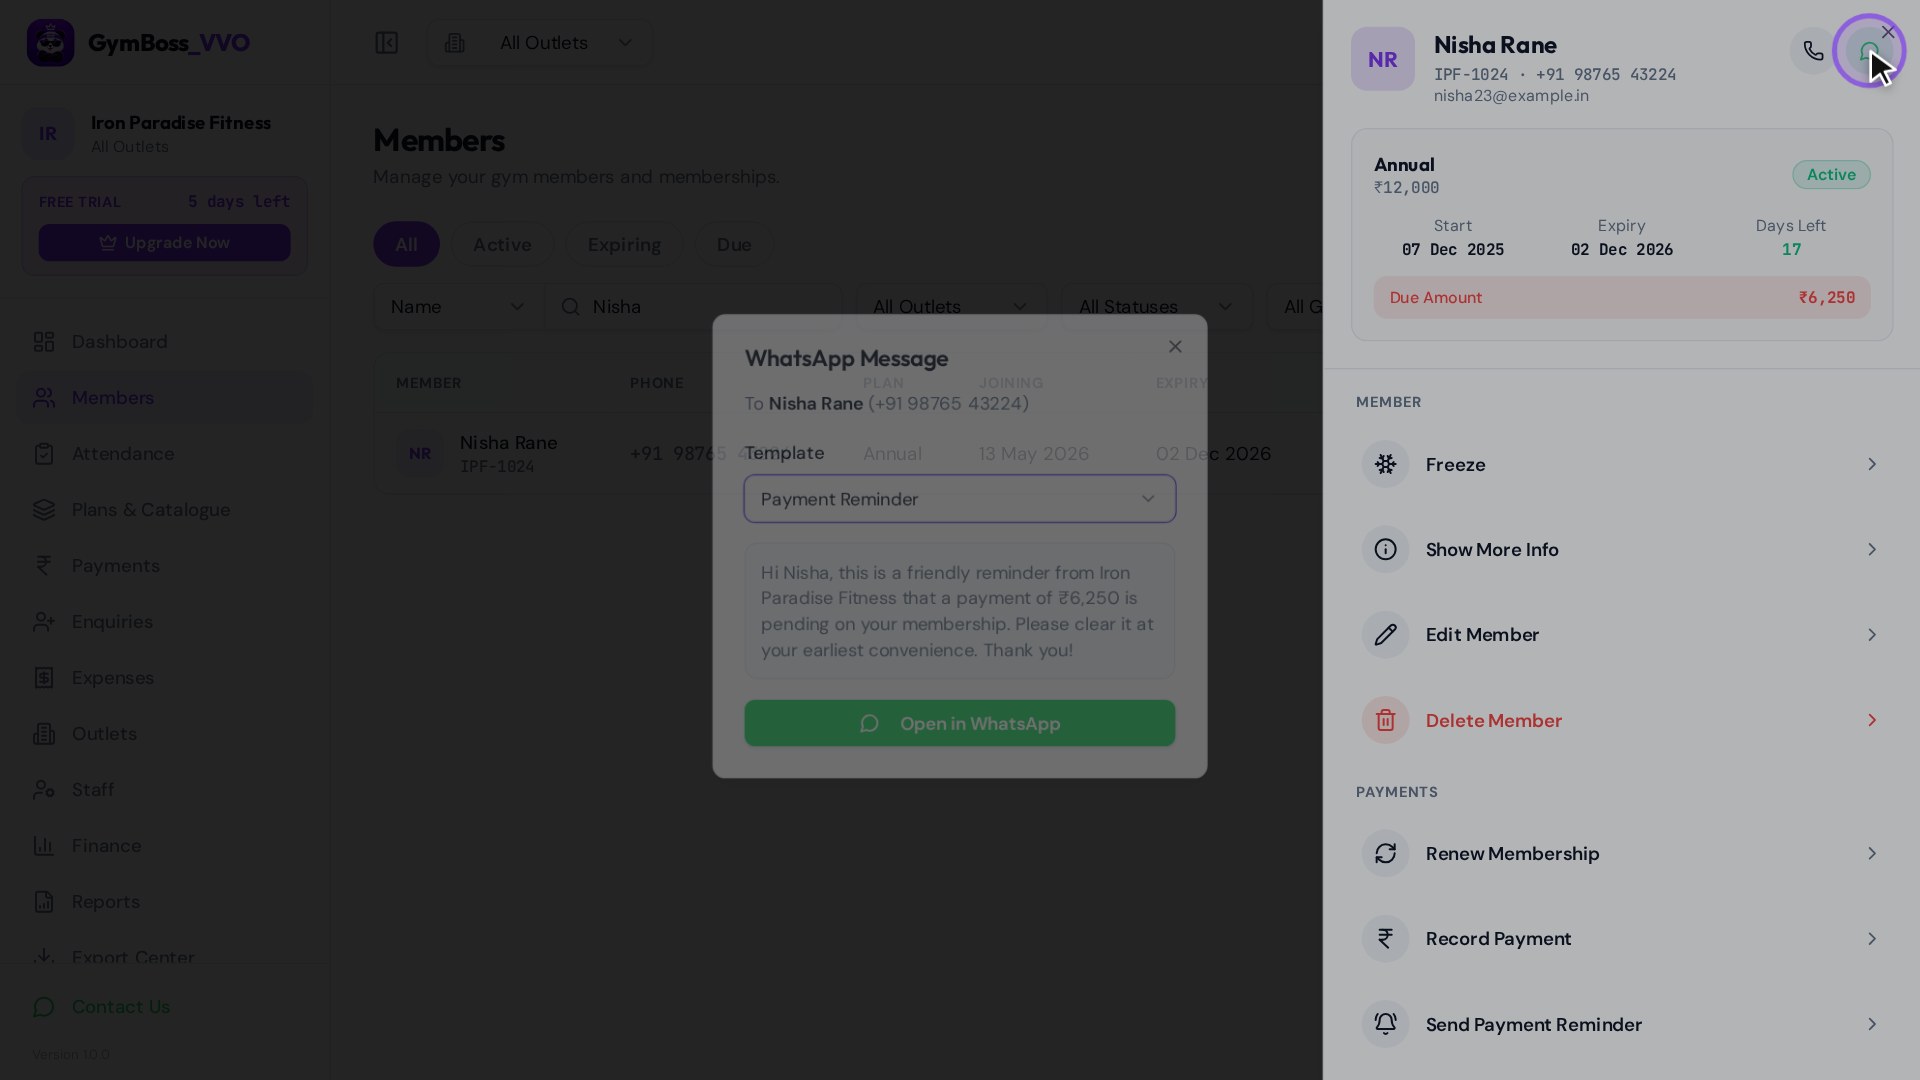 GymBoss_VVO
IR
Iron Paradise Fitness
All Outlets
FREE TRIAL
5 days left
Upgrade Now
Dashboard
Members
Attendance
Plans & Catalogue
Payments
Enquiries
Expenses
Outlets
Staff
Finance
Reports
Export Center
Contact Us
Version 1.0.0
All Outlets
Members
Manage your gym members and memberships.
All
Active
Expiring
Due
Name
Nisha
All Outlets
All Statuses
All G
MEMBER
PHONE
PLAN
JOINING
EXPIRY
NR
Nisha Rane
IPF-1024
+91 98765
Annual
13 May 2026
02 Dec 2026
WhatsApp Message
To Nisha Rane (+91 98765 43224)
Template
Payment Reminder
Hi Nisha, this is a friendly reminder from Iron
Paradise Fitness that a payment of ₹6,250 is
pending on your membership. Please clear it at
your earliest convenience. Thank you!
Open in WhatsApp
NR
Nisha Rane
IPF-1024 · +91 98765 43224
nisha23@example.in
Annual
₹12,000
Active
Start
Expiry
Days Left
07 Dec 2025
02 Dec 2026
17
Due Amount
₹6,250
MEMBER
Freeze
Show More Info
Edit Member
Delete Member
PAYMENTS
Renew Membership
Record Payment
Send Payment Reminder